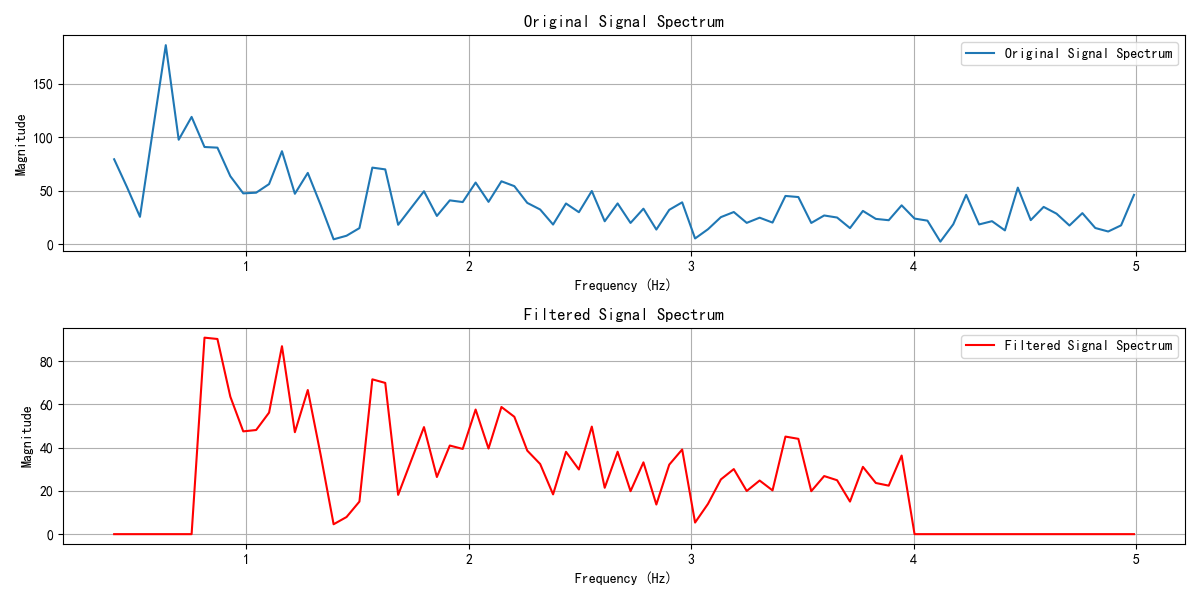 Original Signal Spectrum
Original Signal Spectrum
Magnitude
150
100
50
0
1 2 3 4 5
Frequency (Hz)
Filtered Signal Spectrum
Filtered Signal Spectrum
Magnitude
80
60
40
20
0
1 2 3 4 5
Frequency (Hz)